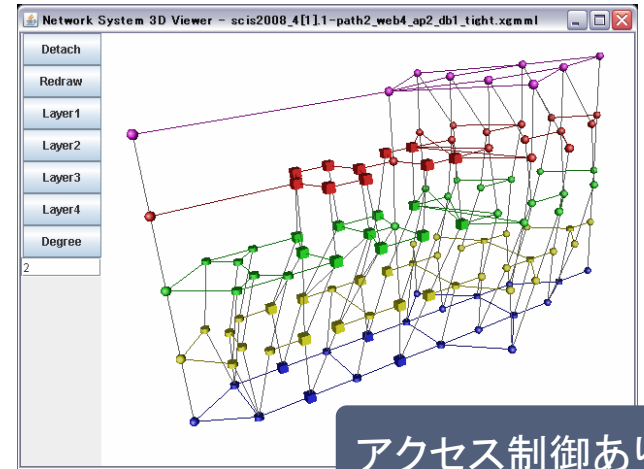 Network System 3D Viewer - scis2008_4[1].1-path2_web4_ap2_db1_tight.xgmml
Detach
Redraw
Layer1
Layer2
Layer3
Layer4
Degree
2
アクセス制御あり